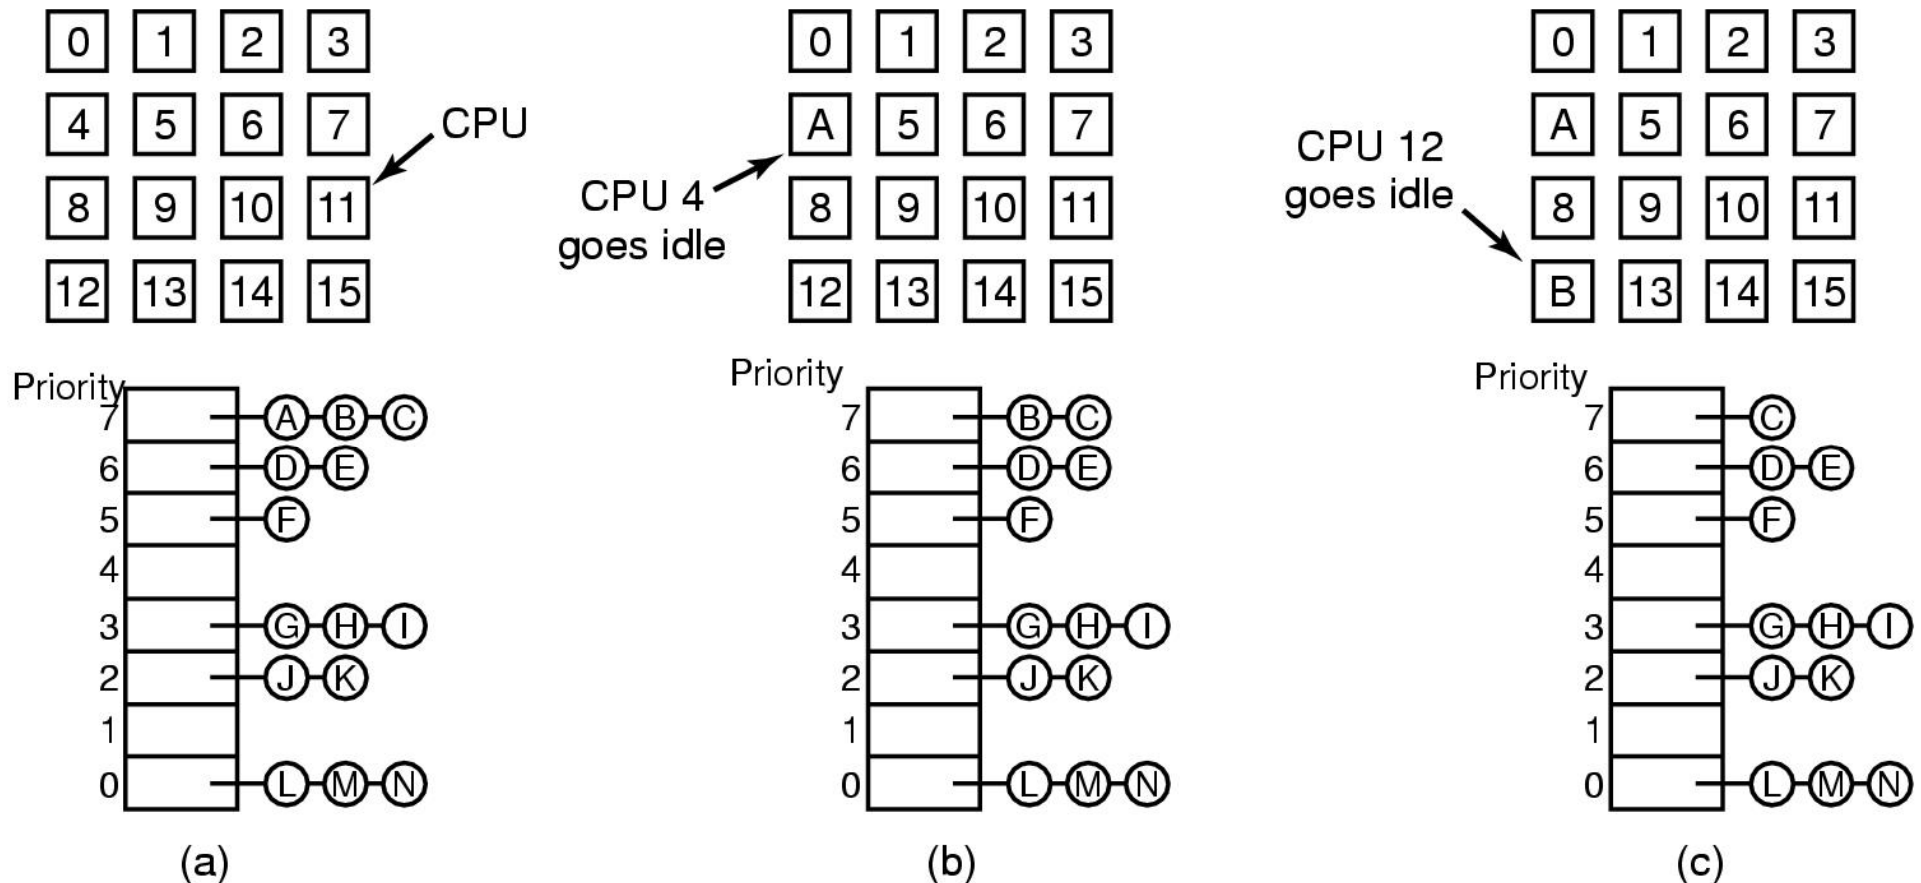 0 1 2 3
4 5 6 7
CPU
8 9 10 11
12 13 14 15
Priority
7 A B C
6 D E
5 F
4
3 G H I
2 J K
1
0 L M N
(a)
0 1 2 3
A 5 6 7
CPU 4
goes idle
8 9 10 11
12 13 14 15
Priority
7 B C
6 D E
5 F
4
3 G H I
2 J K
1
0 L M N
(b)
0 1 2 3
A 5 6 7
CPU 12
goes idle
8 9 10 11
B 13 14 15
Priority
7 C
6 D E
5 F
4
3 G H I
2 J K
1
0 L M N
(c)